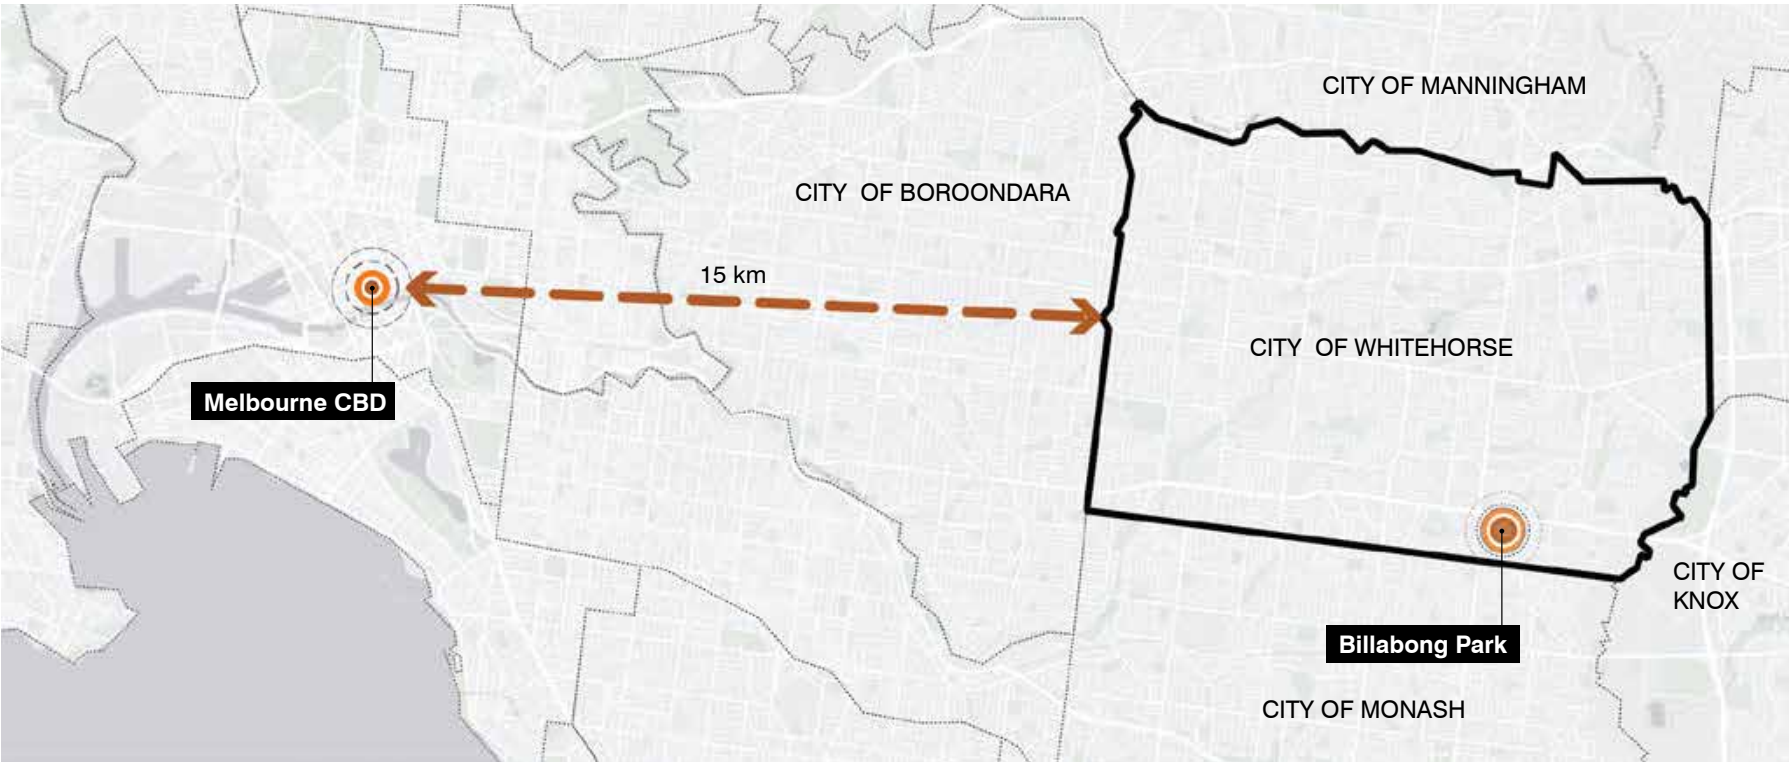 CITY OF MANNINGHAM
CITY OF BOROONDARA
15 km
CITY OF WHITEHORSE
Melbourne CBD
CITY OF
KNOX
Billabong Park
CITY OF MONASH